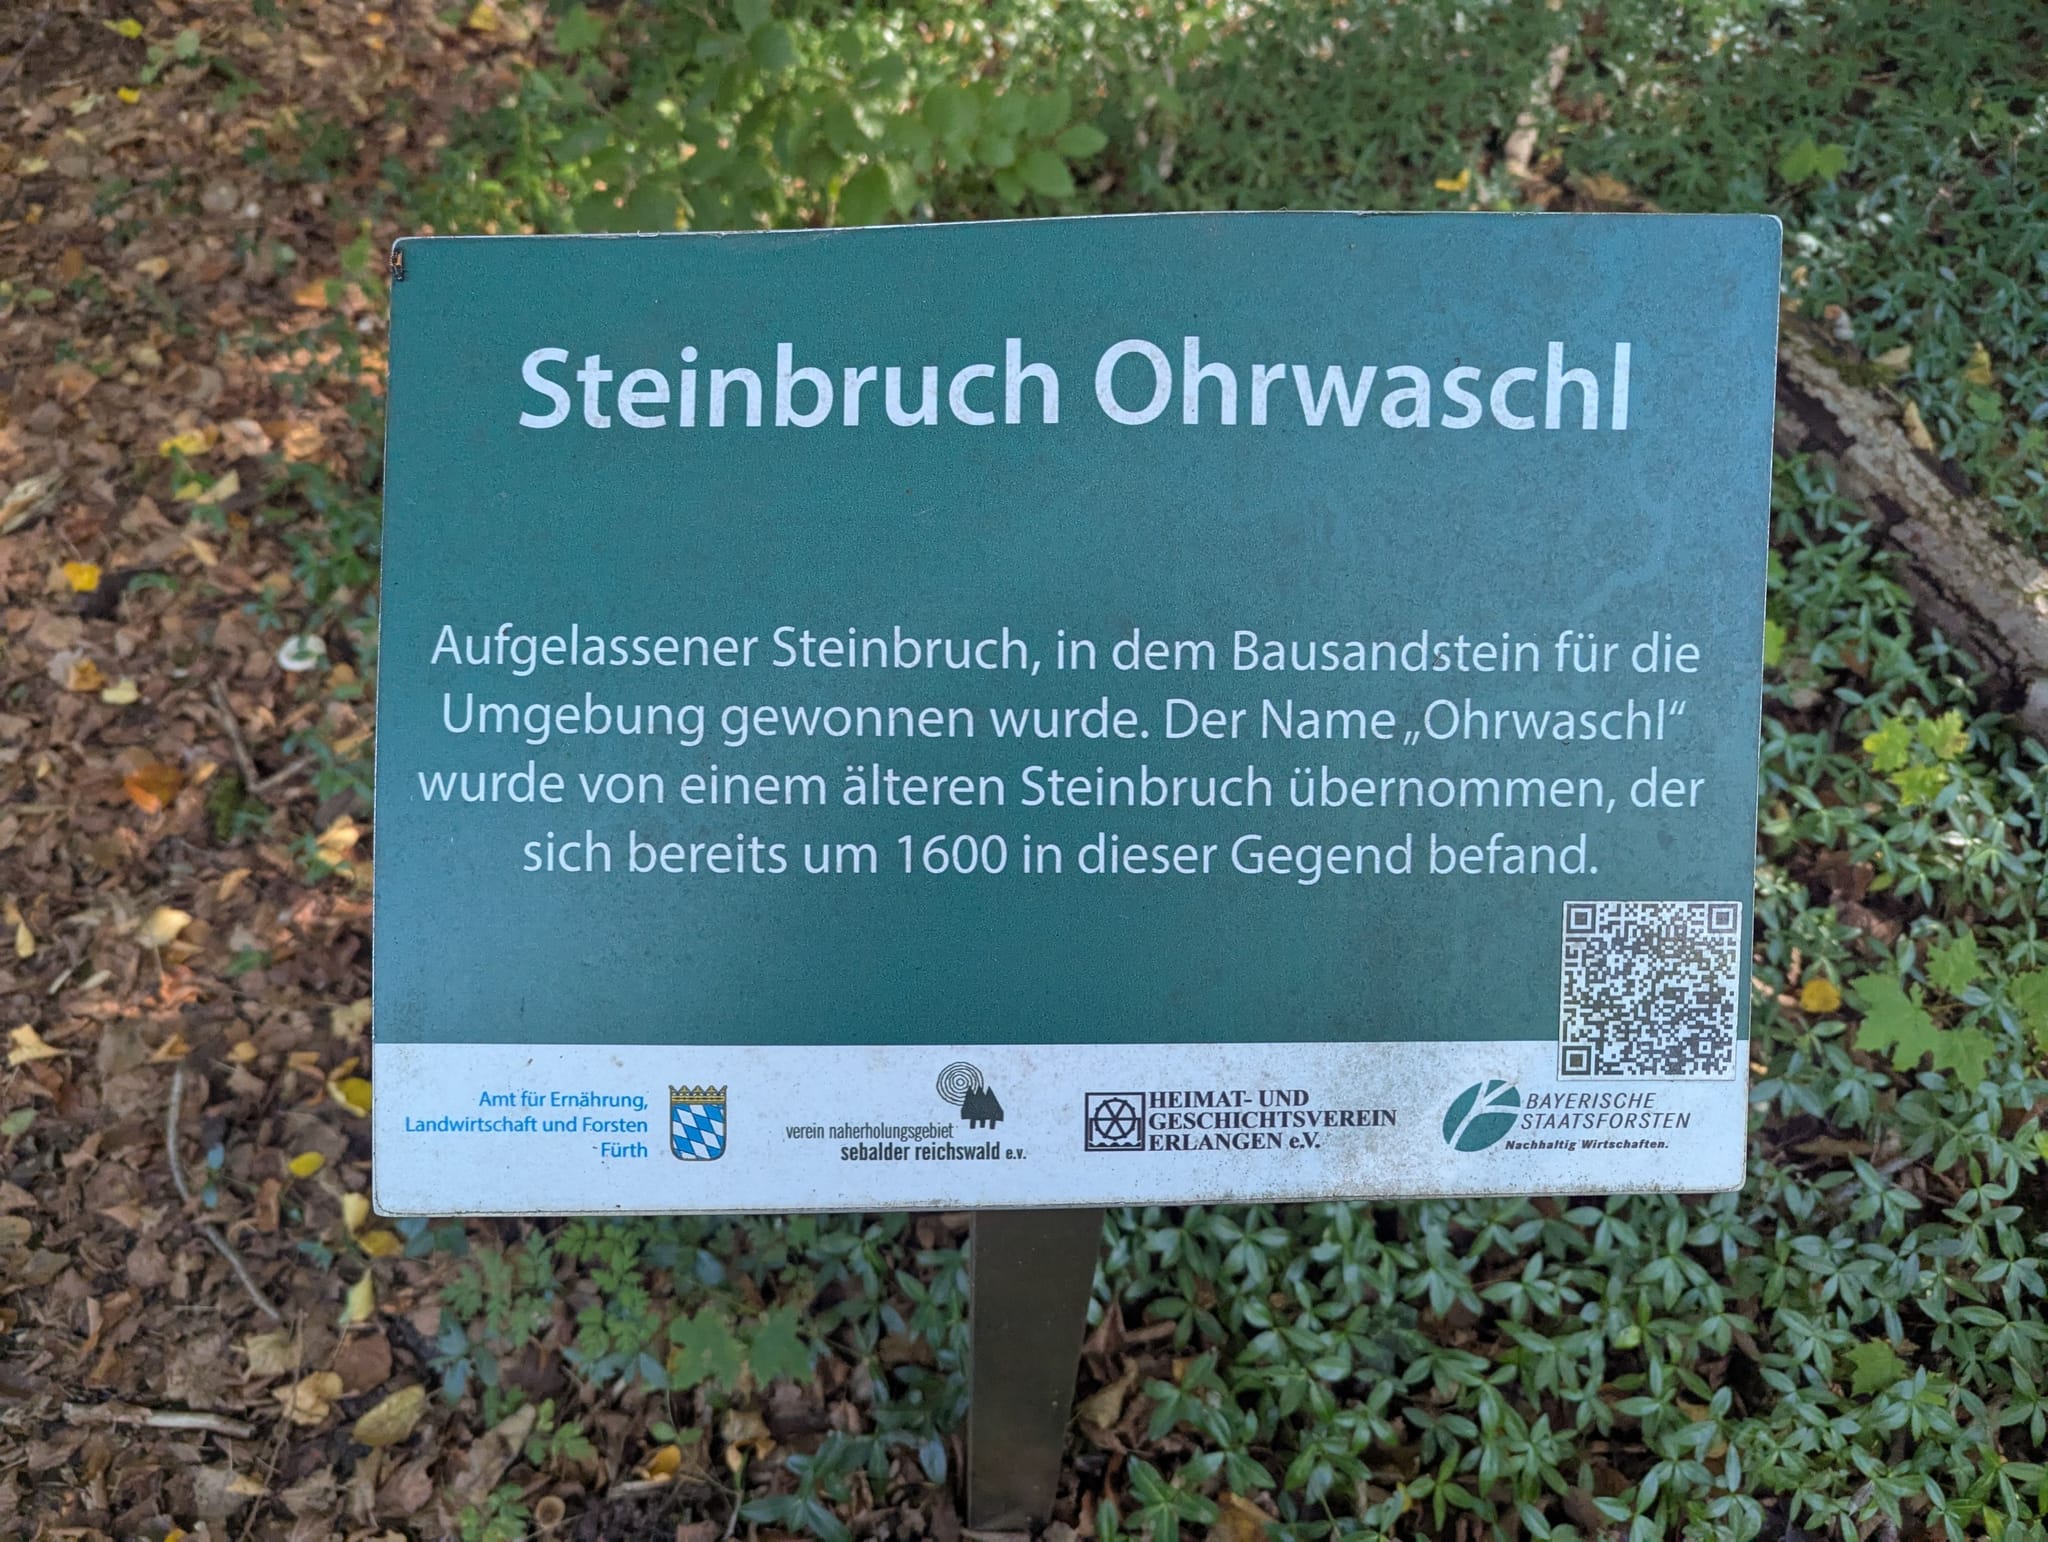 Steinbruch Ohrwaschl
Aufgelassener Steinbruch, in dem Bausandstein für die
Umgebung gewonnen wurde. Der Name „Ohrwaschl“
wurde von einem älteren Steinbruch übernommen, der
sich bereits um 1600 in dieser Gegend befand.
Amt für Ernährung,
Landwirtschaft und Forsten
Fürth
verein naherholungsgebiet
sebalder reichswald e.v.
HEIMAT- UND
GESCHICHTSVEREIN
ERLANGEN e.V.
BAYERISCHE
STAATSFORSTEN
Nachhaltig Wirtschaften.